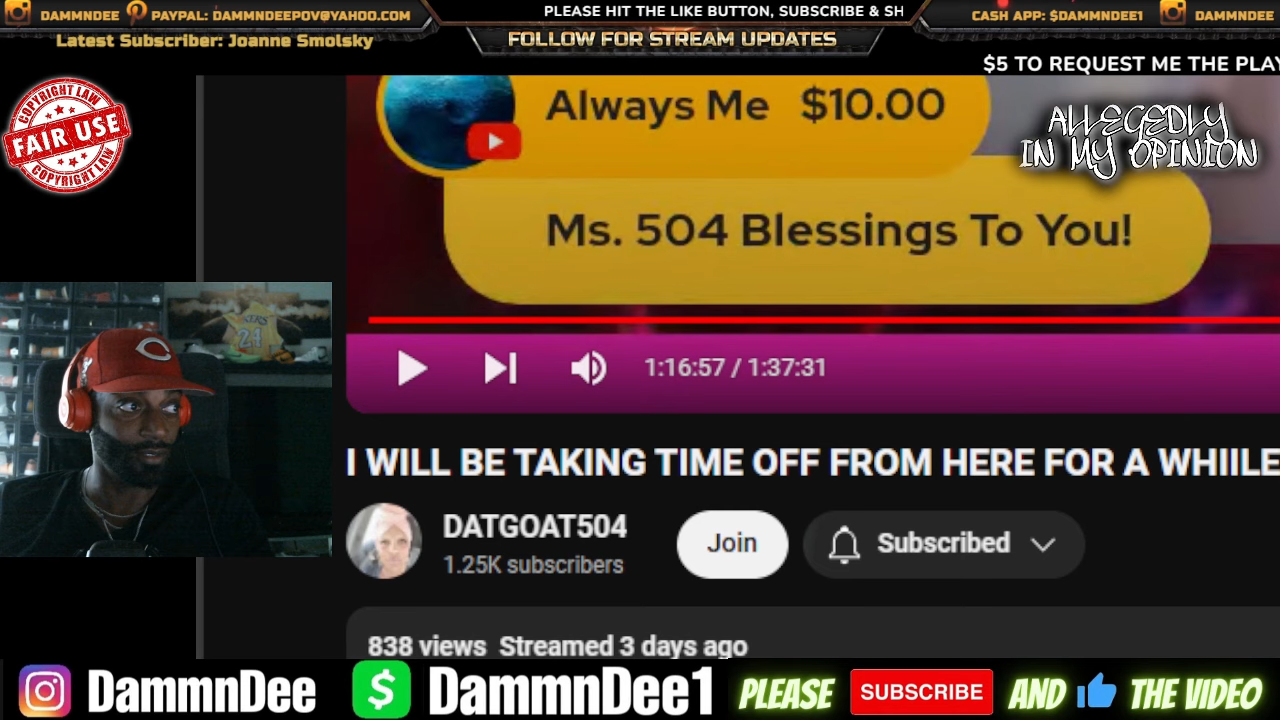 DAMMNDEE PAYPAL: DAMMNDEEPOV@YAHOO.COM
PLEASE HIT THE LIKE BUTTON, SUBSCRIBE & SH
CASH APP: $DAMMNDEE1 DAMMNDEE
Latest Subscriber: Joanne Smolsky
FOLLOW FOR STREAM UPDATES
$5 TO REQUEST ME THE PLAY
COPYRIGHT LAW
FAIR USE
COPYRIGHT LAW
Always Me $10.00
ALLEGEDLY
IN MY OPINION
Ms. 504 Blessings To You!
KERS
24
1:16:57 / 1:37:31
I WILL BE TAKING TIME OFF FROM HERE FOR A WHIILE
DATGOAT504
1.25K subscribers
Join
Subscribed
838 views Streamed 3 days ago
DammnDee
$ DammnDee1
PLEASE SUBSCRIBE AND THE VIDEO